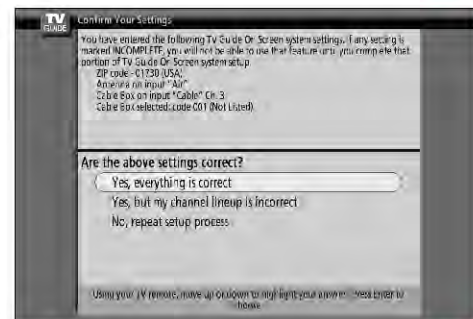 TV GUIDE
Confirm Your Settings
You have entered the following TV Guide On Screen system settings. If any setting is
marked INCOMPLETE, you will not be able to use that feature until you complete that
portion of TV Guide On Screen system setup.
ZIP code - 01730 (USA)
Antenna on input "Air"
Cable Box on input "Cable" Ch. 3
Cable Box selected: code C01 (Not Listed)
Are the above settings correct?
Yes, everything is correct
Yes, but my channel lineup is incorrect
No, repeat setup process
Using your TV remote, move up or down to highlight your answer. Press Enter to